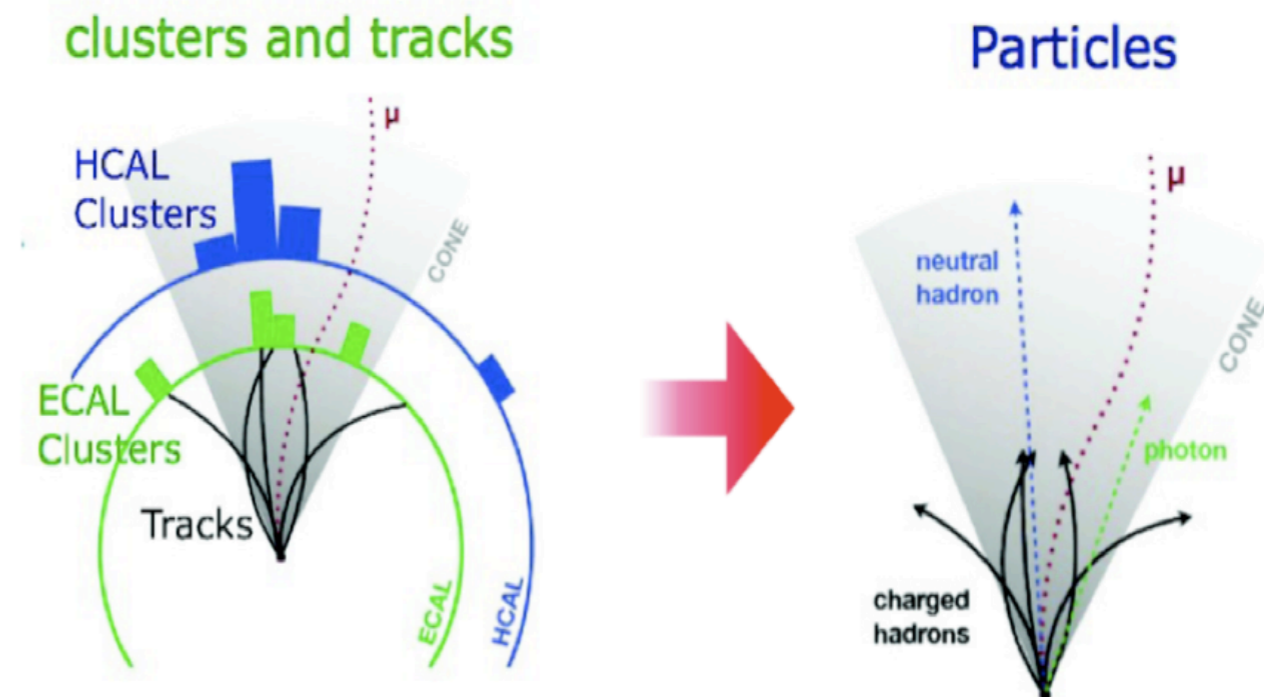 clusters and tracks
HCAL
Clusters
μ
CONE
ECAL
Clusters
Tracks
ECAL
HCAL
Particles
μ
neutral
hadron
CONE
photon
charged
hadrons